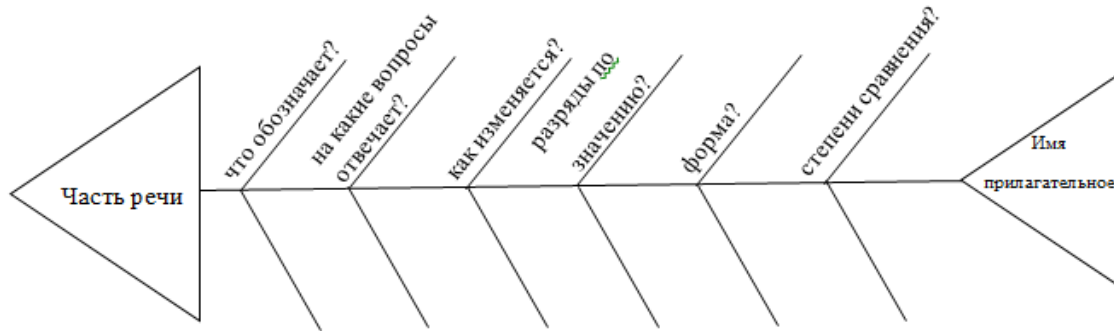 Часть речи
что обозначает?
на какие вопросы
отвечает?
как изменяется?
разряды по
значению?
форма?
степени сравнения?
Имя
прилагательное